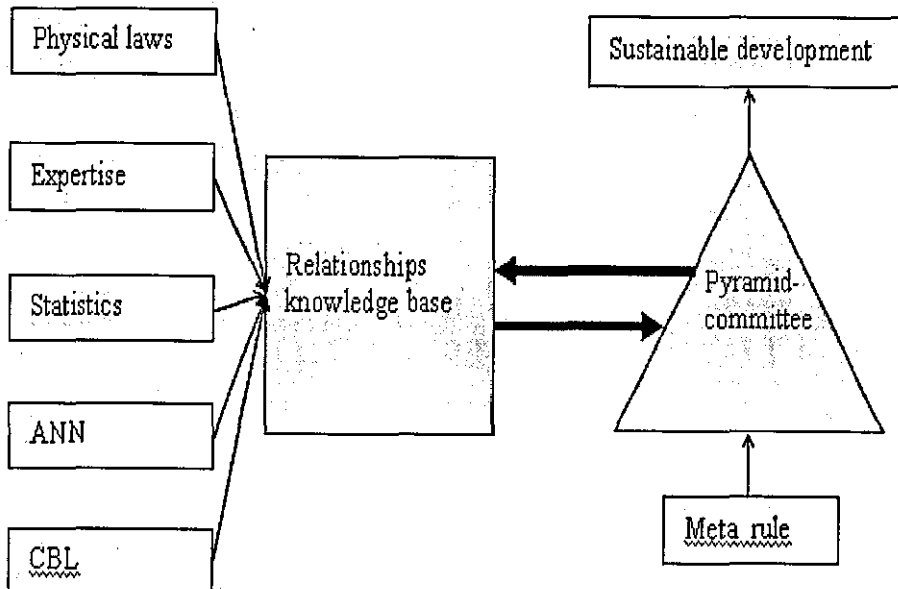 Physical laws
Sustainable development
Expertise
Relationships
knowledge base
Pyramid-
committee
Statistics
ANN
Meta rule
CBL